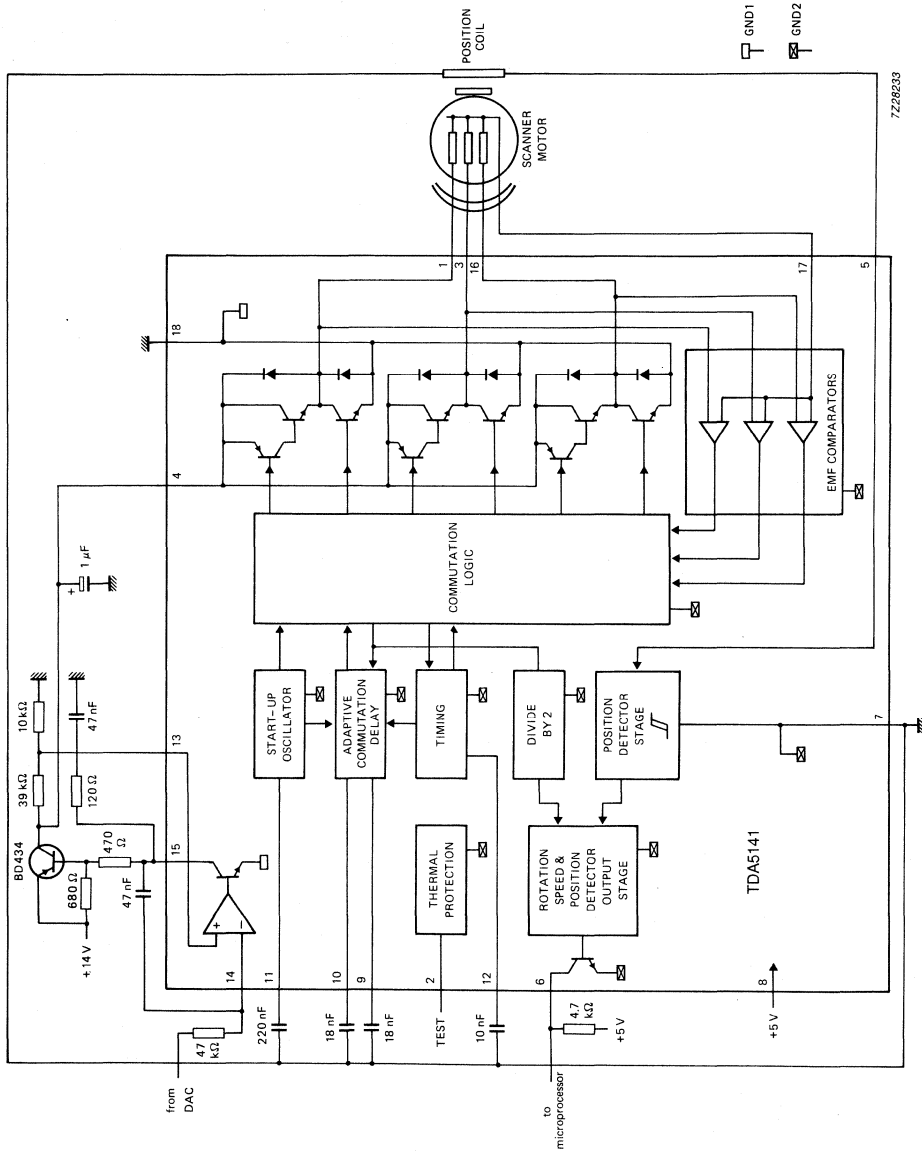 BD434
+14 V
680 Ω
470 Ω
47 nF
39 kΩ
10 kΩ
120 Ω
47 nF
+
1 μF
from DAC
47 kΩ
14
15
13
4
18
+
−
220 nF
11
18 nF
10
18 nF
9
TEST
2
10 nF
12
to microprocessor
6
4.7 kΩ
+5 V
+5 V
8
START-UP OSCILLATOR
ADAPTIVE COMMUTATION DELAY
TIMING
THERMAL PROTECTION
DIVIDE BY 2
ROTATION SPEED & POSITION DETECTOR OUTPUT STAGE
POSITION DETECTOR STAGE
COMMUTATION LOGIC
EMF COMPARATORS
TDA5141
1
3
16
17
5
7
SCANNER MOTOR
POSITION COIL
GND1
GND2
7Z28233